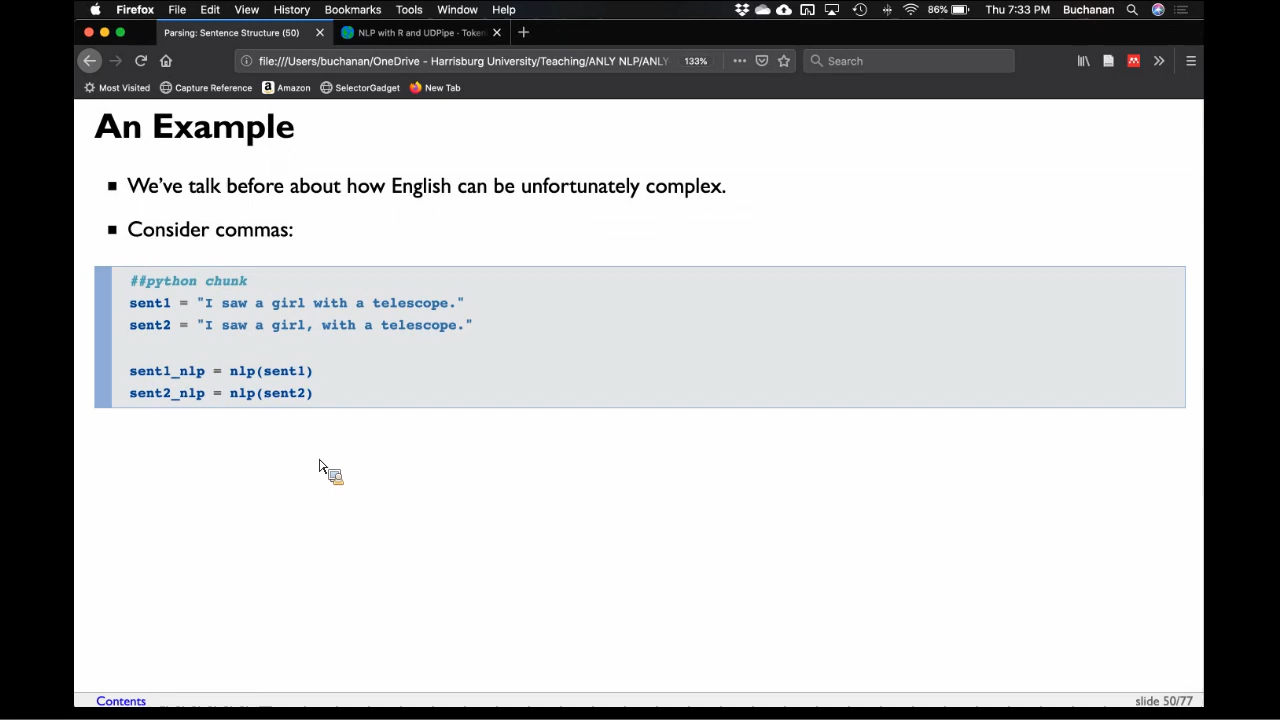 Firefox File Edit View History Bookmarks Tools Window Help 86% Thu 7:33 PM Buchanan
Parsing: Sentence Structure (50) NLP with R and UDPipe - Token
file:///Users/buchanan/OneDrive - Harrisburg University/Teaching/ANLY NLP/ANLY 133% Search
Most Visited Capture Reference Amazon SelectorGadget New Tab
An Example
We've talk before about how English can be unfortunately complex.
Consider commas:
##python chunk
sent1 = "I saw a girl with a telescope."
sent2 = "I saw a girl, with a telescope."
sent1_nlp = nlp(sent1)
sent2_nlp = nlp(sent2)
Contents slide 50/77